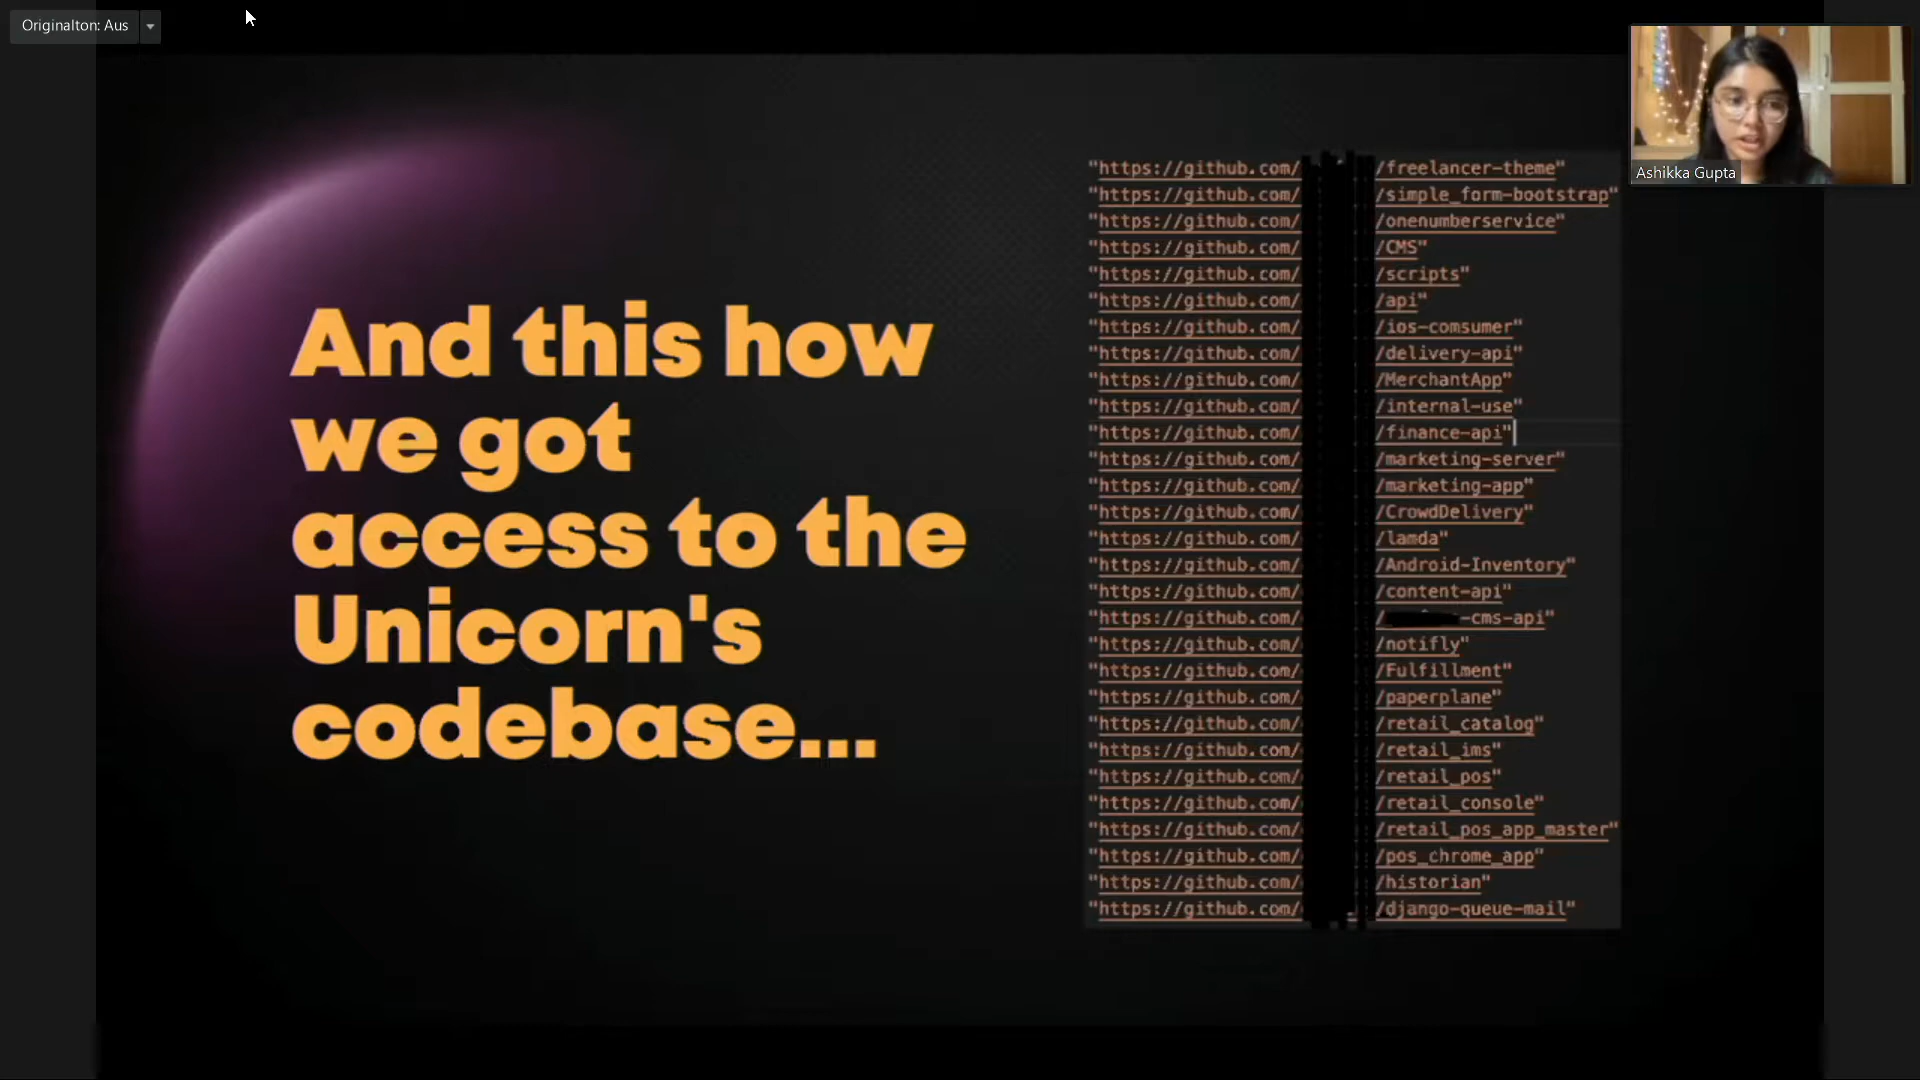 Originalton: Aus
Ashikka Gupta
And this how
we got
access to the
Unicorn's
codebase...
"https://github.com/ /freelancer-theme"
"https://github.com/ /simple_form-bootstrap"
"https://github.com/ /onenumberservice"
"https://github.com/ /CMS"
"https://github.com/ /scripts"
"https://github.com/ /api"
"https://github.com/ /ios-comsumer"
"https://github.com/ /delivery-api"
"https://github.com/ /MerchantApp"
"https://github.com/ /internal-use"
"https://github.com/ /finance-api"
"https://github.com/ /marketing-server"
"https://github.com/ /marketing-app"
"https://github.com/ /CrowdDelivery"
"https://github.com/ /lamda"
"https://github.com/ /Android-Inventory"
"https://github.com/ /content-api"
"https://github.com/ / -cms-api"
"https://github.com/ /notifly"
"https://github.com/ /Fulfillment"
"https://github.com/ /paperplane"
"https://github.com/ /retail_catalog"
"https://github.com/ /retail_ims"
"https://github.com/ /retail_pos"
"https://github.com/ /retail_console"
"https://github.com/ /retail_pos_app_master"
"https://github.com/ /pos_chrome_app"
"https://github.com/ /historian"
"https://github.com/ /django-queue-mail"